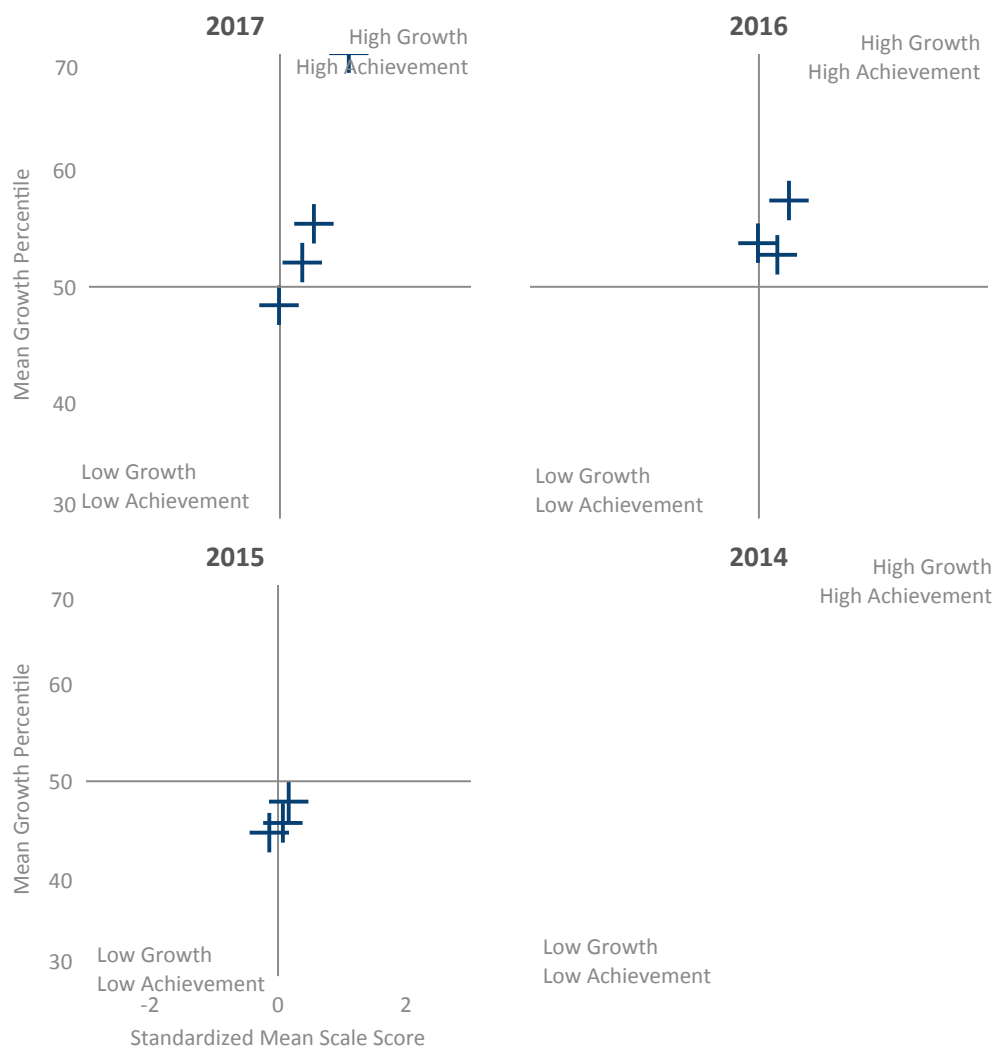 2017
High Growth
High Achievement
70
60
50
40
30
Mean Growth Percentile
Low Growth
Low Achievement
2016
High Growth
High Achievement
Low Growth
Low Achievement
2015
70
60
50
40
30
Mean Growth Percentile
Low Growth
Low Achievement
-2
0
2
Standardized Mean Scale Score
2014
High Growth
High Achievement
Low Growth
Low Achievement